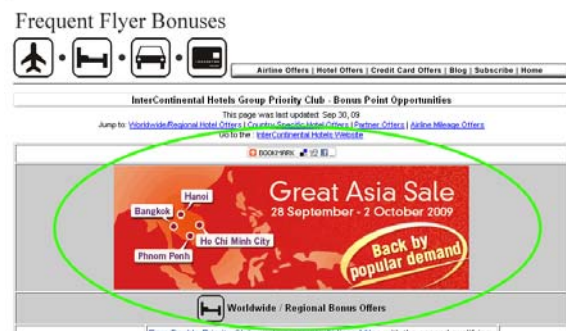 Frequent Flyer Bonuses
Airline Offers | Hotel Offers | Credit Card Offers | Blog | Subscribe | Home
InterContinental Hotels Group Priority Club - Bonus Point Opportunities
This page was last updated: Sep 30, 09
Jump to: Worldwide/Regional Hotel Offers | Country Specific Hotel Offers | Partner Offers | Airline Mileage Offers
Go to the : InterContinental Hotels Website
BOOKMARK
Great Asia Sale
28 September - 2 October 2009
Hanoi
Bangkok
Ho Chi Minh City
Phnom Penh
Back by
popular demand
Worldwide / Regional Bonus Offers